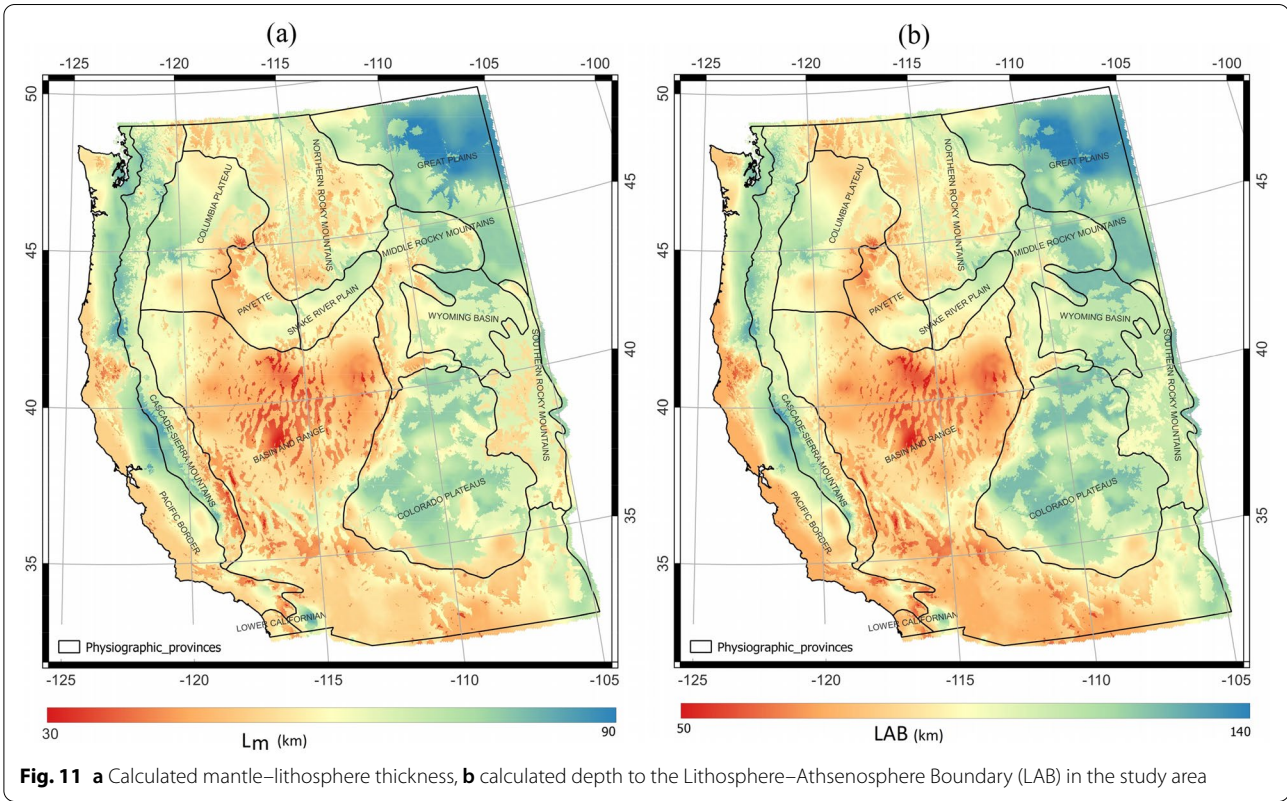 (a)
(b)
-125 -120 -115 -110 -105 -100
-125 -120 -115 -110 -105 -100
50
45
40
35
45
40
35
50
45
40
35
45
40
35
GREAT PLAINS
NORTHERN ROCKY MOUNTAINS
COLUMBIA PLATEAU
MIDDLE ROCKY MOUNTAINS
PAYETTE
SNAKE RIVER PLAIN
WYOMING BASIN
SOUTHERN ROCKY MOUNTAINS
CASCADE-SIERRA MOUNTAINS
BASIN AND RANGE
COLORADO PLATEAUS
PACIFIC BORDER
LOWER CALIFORNIAN
Physiographic_provinces
GREAT PLAINS
NORTHERN ROCKY MOUNTAINS
COLUMBIA PLATEAU
MIDDLE ROCKY MOUNTAINS
PAYETTE
SNAKE RIVER PLAIN
WYOMING BASIN
SOUTHERN ROCKY MOUNTAINS
CASCADE-SIERRA MOUNTAINS
BASIN AND RANGE
COLORADO PLATEAUS
PACIFIC BORDER
LOWER CALIFORNIAN
Physiographic_provinces
-125 -120 -115 -110 -105
-125 -120 -115 -110 -105
30 Lm (km) 90
50 LAB (km) 140
Fig. 11 a Calculated mantle–lithosphere thickness, b calculated depth to the Lithosphere–Athsenosphere Boundary (LAB) in the study area